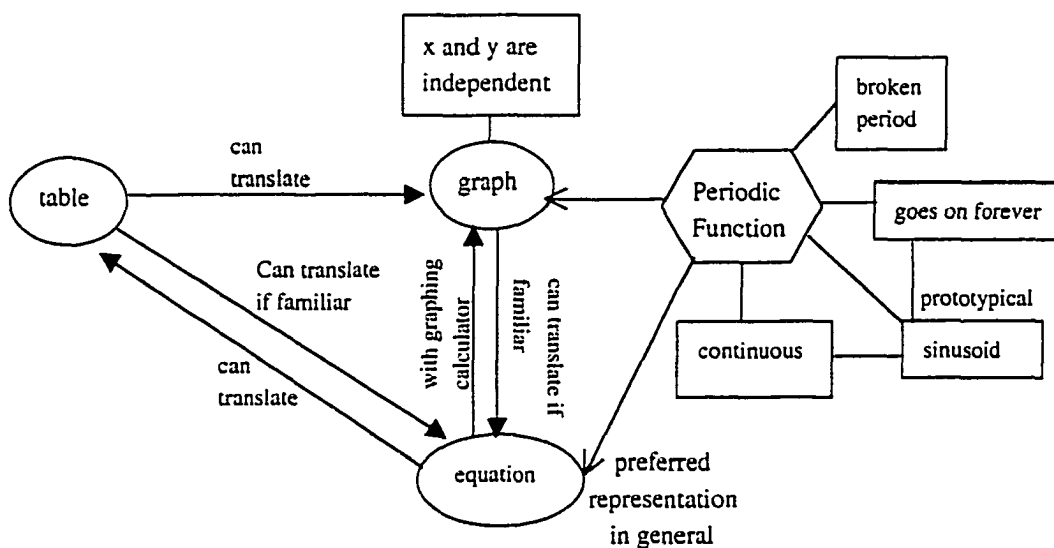 x and y are
independent
broken
period
can
translate
graph
table
Periodic
Function
goes on forever
Can translate
if familiar
with graphing
calculator
can translate if
familiar
prototypical
continuous
sinusoid
can
translate
equation
preferred
representation
in general